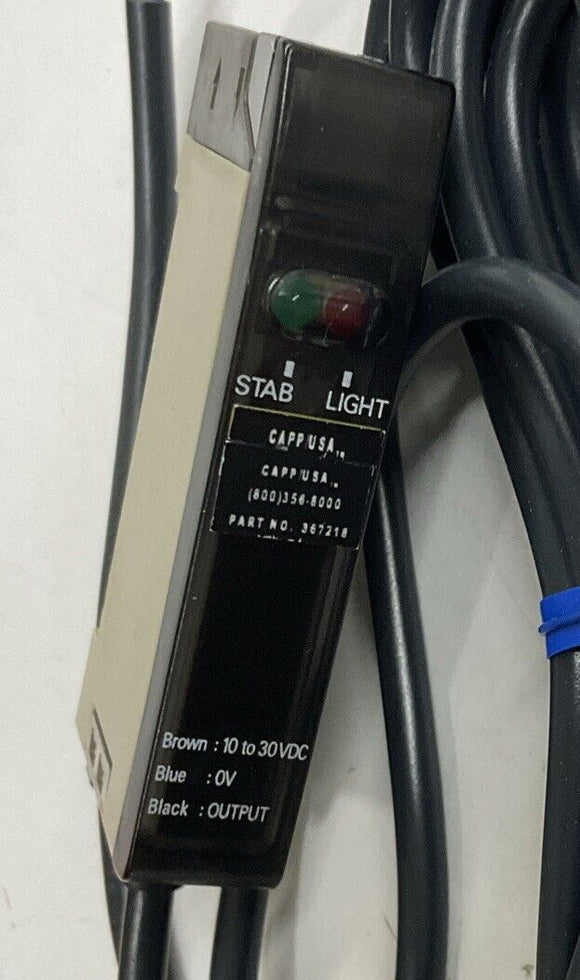 STAB LIGHT
CAPP/USA
CAPP/USA
(800)356-8000
PART NO. 367218
Brown : 10 to 30VDC
Blue : 0V
Black : OUTPUT